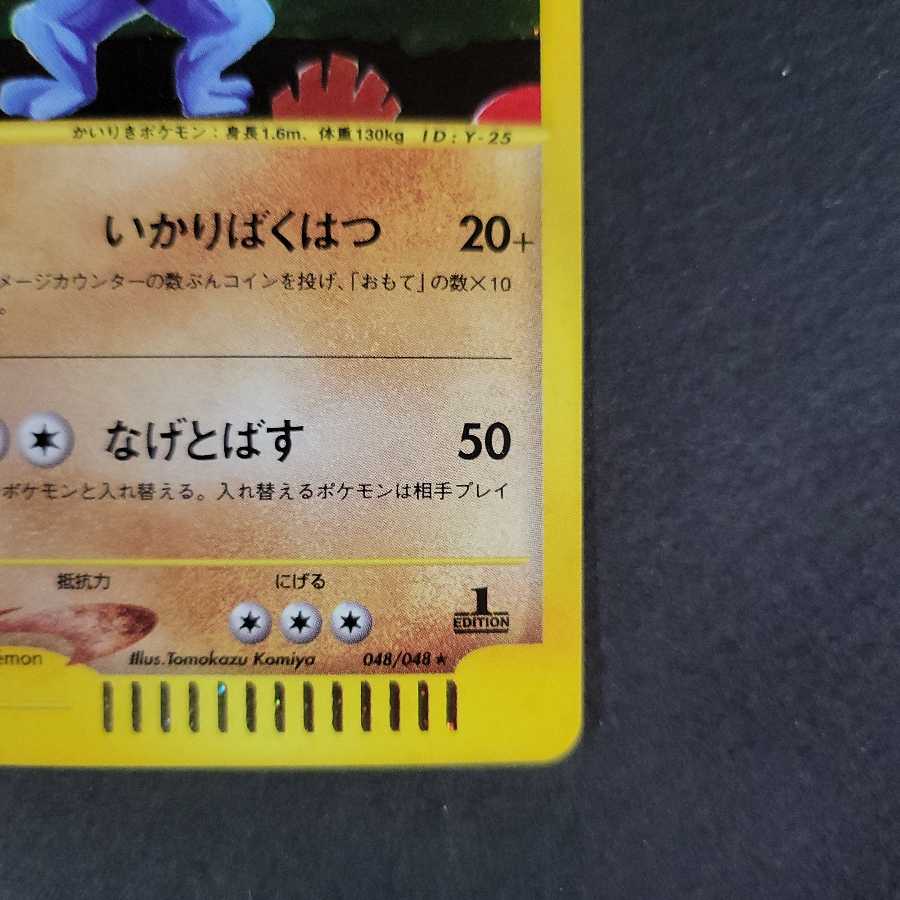 かいりきポケモン：身長1.6m、体重130kg ID：Y-25
いかりばくはつ 20+
メージカウンターの数ぶんコインを投げ、「おもて」の数×10
。
なげとばす 50
ポケモンと入れ替える。入れ替えるポケモンは相手プレイ
抵抗力 にげる
1
EDITION
émon Illus.Tomokazu Komiya 048/048★